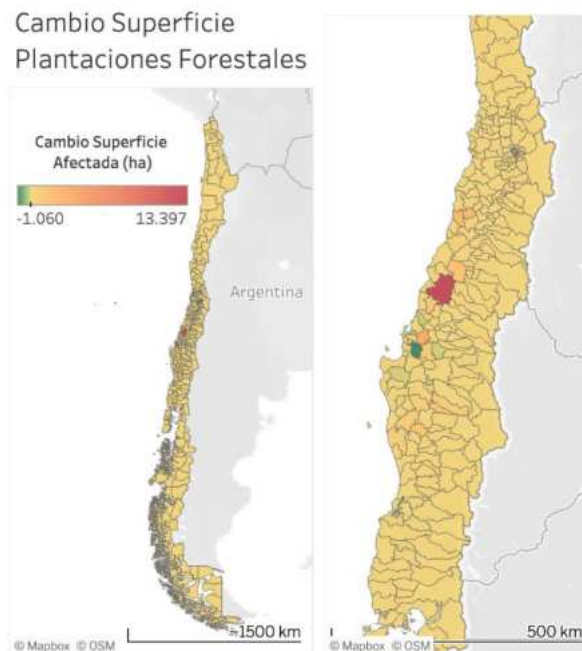 Cambio Superficie
Plantaciones Forestales
Cambio Superficie
Afectada (ha)
-1.060 13.397
Argentina
1500 km
© Mapbox © OSM
500 km
© Mapbox © OSM